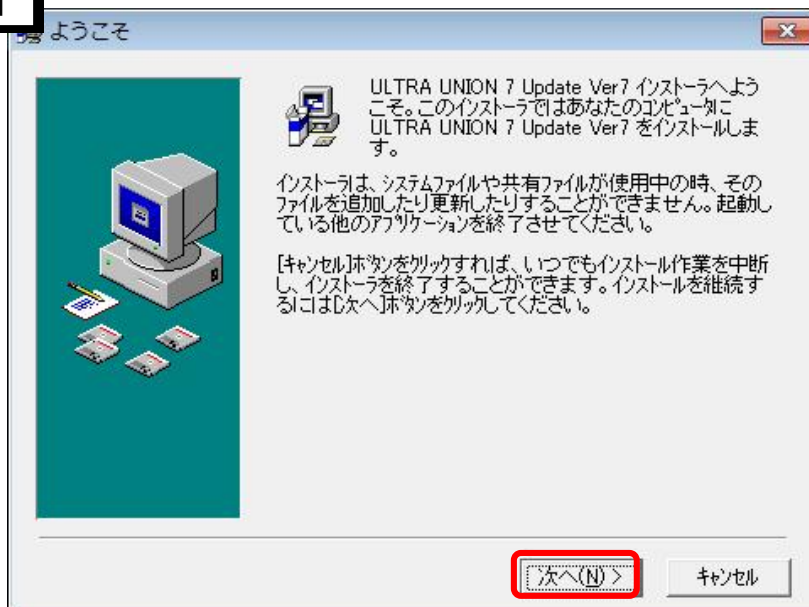 ようこそ
ULTRA UNION 7 Update Ver7 インストーラへよう
こそ。このインストーラではあなたのコンピュータに
ULTRA UNION 7 Update Ver7 をインストールしま
す。
インストーラは、システムファイルや共有ファイルが使用中の時、その
ファイルを追加したり更新したりすることができません。起動し
ている他のアプリケーションを終了させてください。
[キャンセル]ボタンをクリックすれば、いつでもインストール作業を中断
し、インストーラを終了することができます。インストールを継続す
るには[次へ]ボタンをクリックしてください。
次へ(N) >
キャンセル